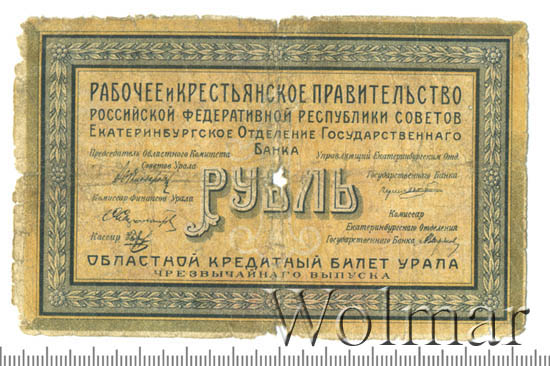 РАБОЧЕЕ И КРЕСТЬЯНСКОЕ ПРАВИТЕЛЬСТВО
РОССИЙСКОЙ ФЕДЕРАТИВНОЙ РЕСПУБЛИКИ СОВЕТОВ
ЕКАТЕРИНБУРГСКОЕ ОТДЕЛЕНИЕ ГОСУДАРСТВЕННАГО
БАНКА
Председатель Областного Комитета
Советов Урала
Управляющий Екатеринбургским Отд.
Государственнаго Банка
РУБЛЬ
Комиссар Финансов Урала
Комиссар
Екатеринбургскаго Отделения
Государственнаго Банка
Кассир
ОБЛАСТНОЙ КРЕДИТНЫЙ БИЛЕТ УРАЛА
ЧРЕЗВЫЧАЙНАГО ВЫПУСКА
Wolmar